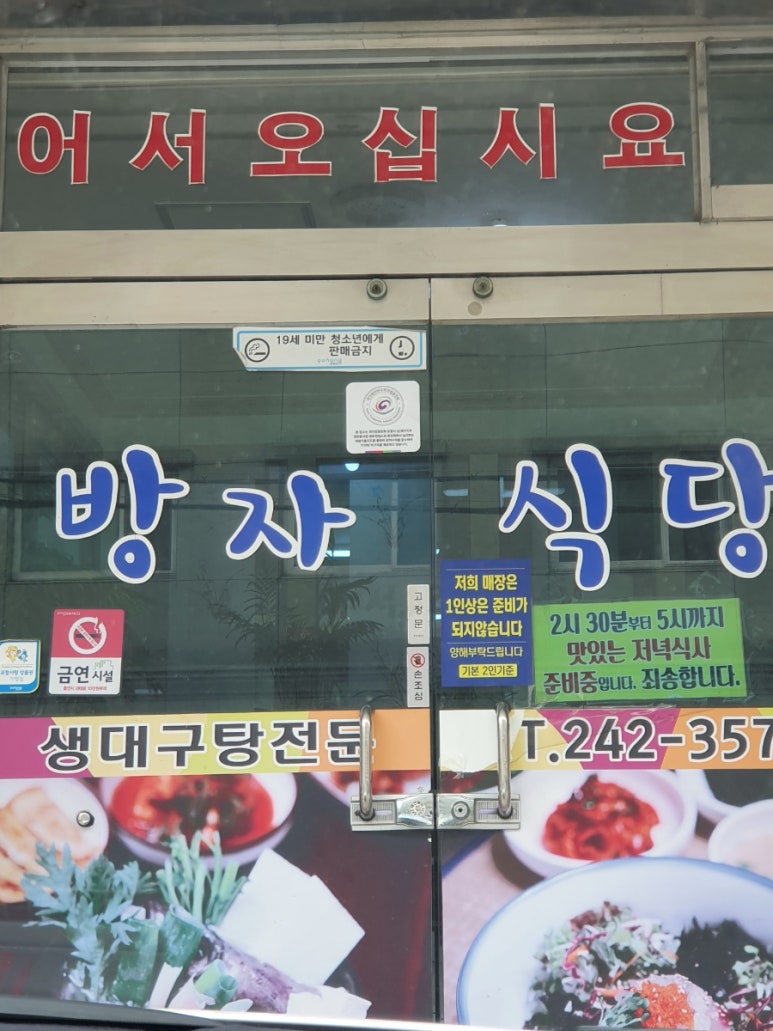 어서오십시요
19세 미만 청소년에게
판매금지
방자 식당
고정문
손조심
저희 매장은
1인상은 준비가
되지않습니다
양해부탁드립니다
기본 2인기준
2시 30분부터 5시까지
맛있는 저녁식사
준비중입니다. 죄송합니다.
금연시설
생대구탕전문
T.242-357